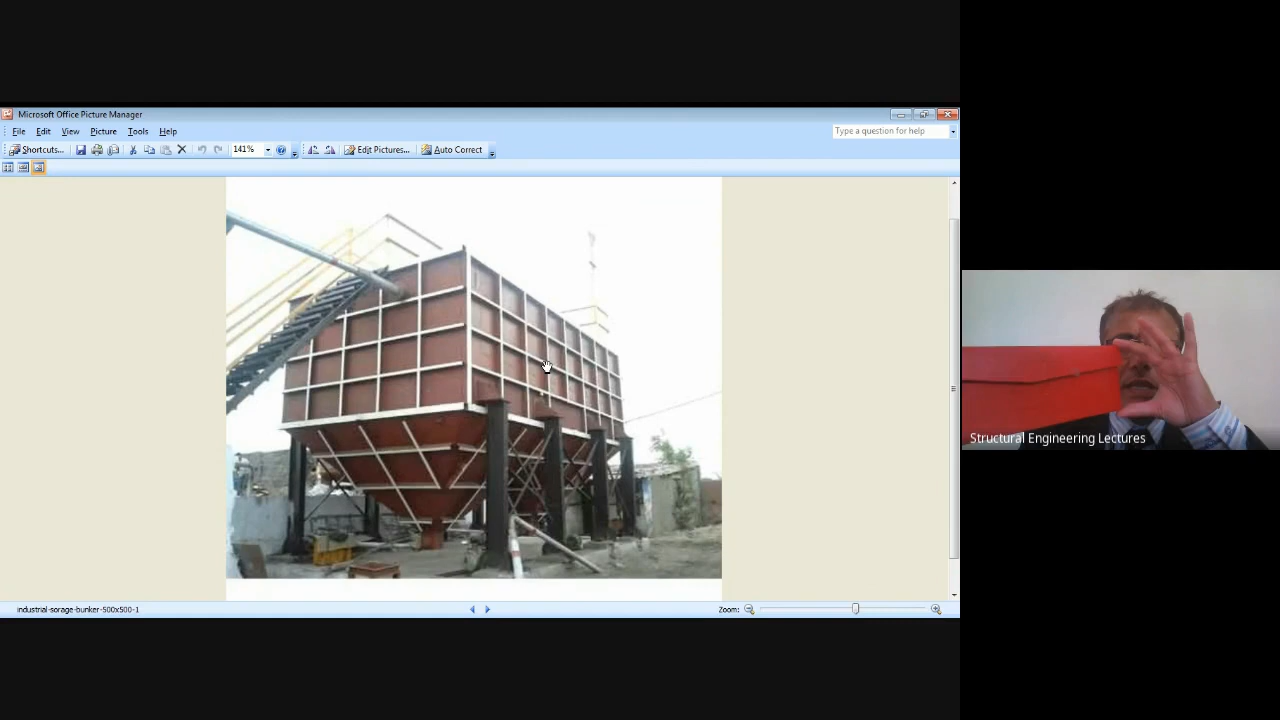 Microsoft Office Picture Manager
File Edit View Picture Tools Help
Type a question for help
Shortcuts... 141% Edit Pictures... Auto Correct
industrial-sorage-bunker-500x500-1
Zoom:
Structural Engineering Lectures